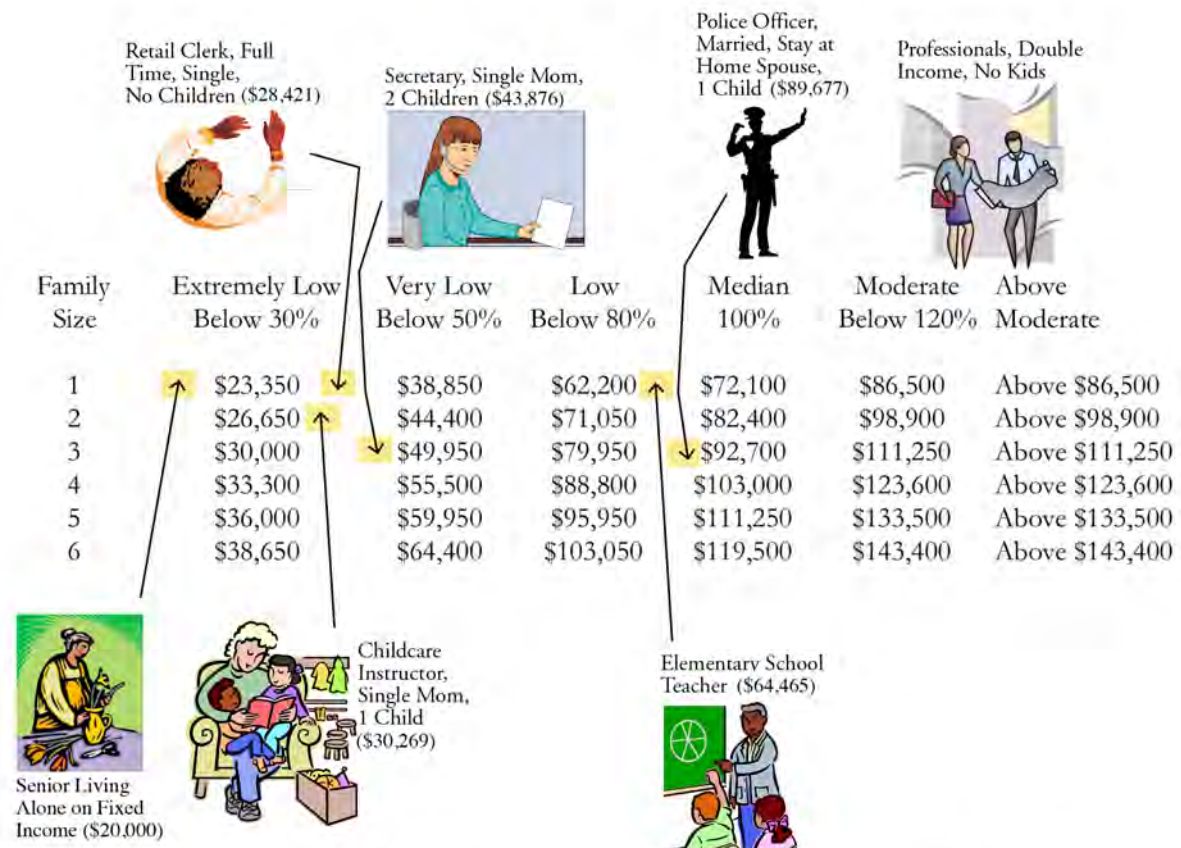 Retail Clerk, Full
Time, Single,
No Children ($28,421)
Secretary, Single Mom,
2 Children ($43,876)
Police Officer,
Married, Stay at
Home Spouse,
1 Child ($89,677)
Professionals, Double
Income, No Kids
Family Size
Extremely Low Below 30%
Very Low Below 50%
Low Below 80%
Median 100%
Moderate Below 120%
Above Moderate
1 $23,350 $38,850 $62,200 $72,100 $86,500 Above $86,500
2 $26,650 $44,400 $71,050 $82,400 $98,900 Above $98,900
3 $30,000 $49,950 $79,950 $92,700 $111,250 Above $111,250
4 $33,300 $55,500 $88,800 $103,000 $123,600 Above $123,600
5 $36,000 $59,950 $95,950 $111,250 $133,500 Above $133,500
6 $38,650 $64,400 $103,050 $119,500 $143,400 Above $143,400
Senior Living
Alone on Fixed
Income ($20,000)
Childcare
Instructor,
Single Mom,
1 Child
($30,269)
Elementary School
Teacher ($64,465)